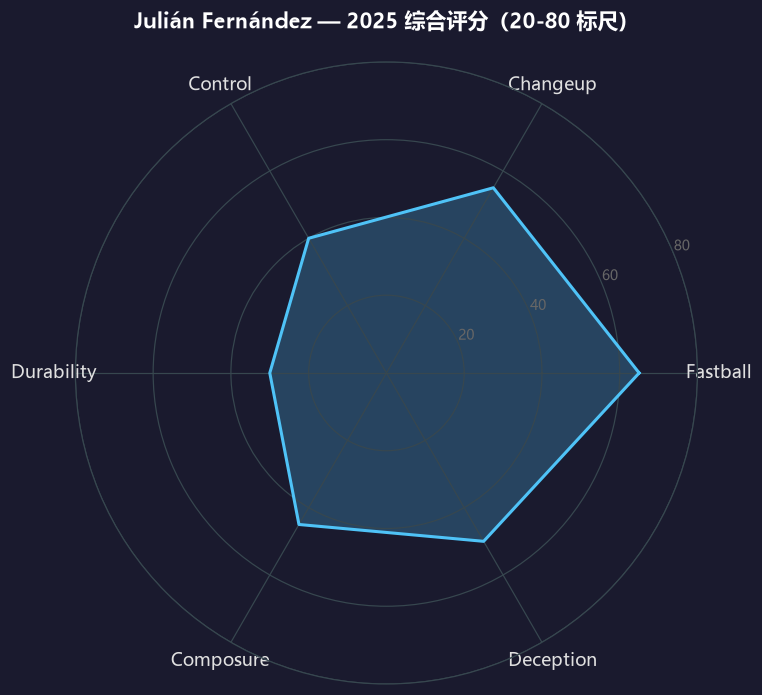 Julián Fernández — 2025 综合评分（20-80 标尺）
Control
Changeup
80
60
40
20
Durability
Fastball
Composure
Deception